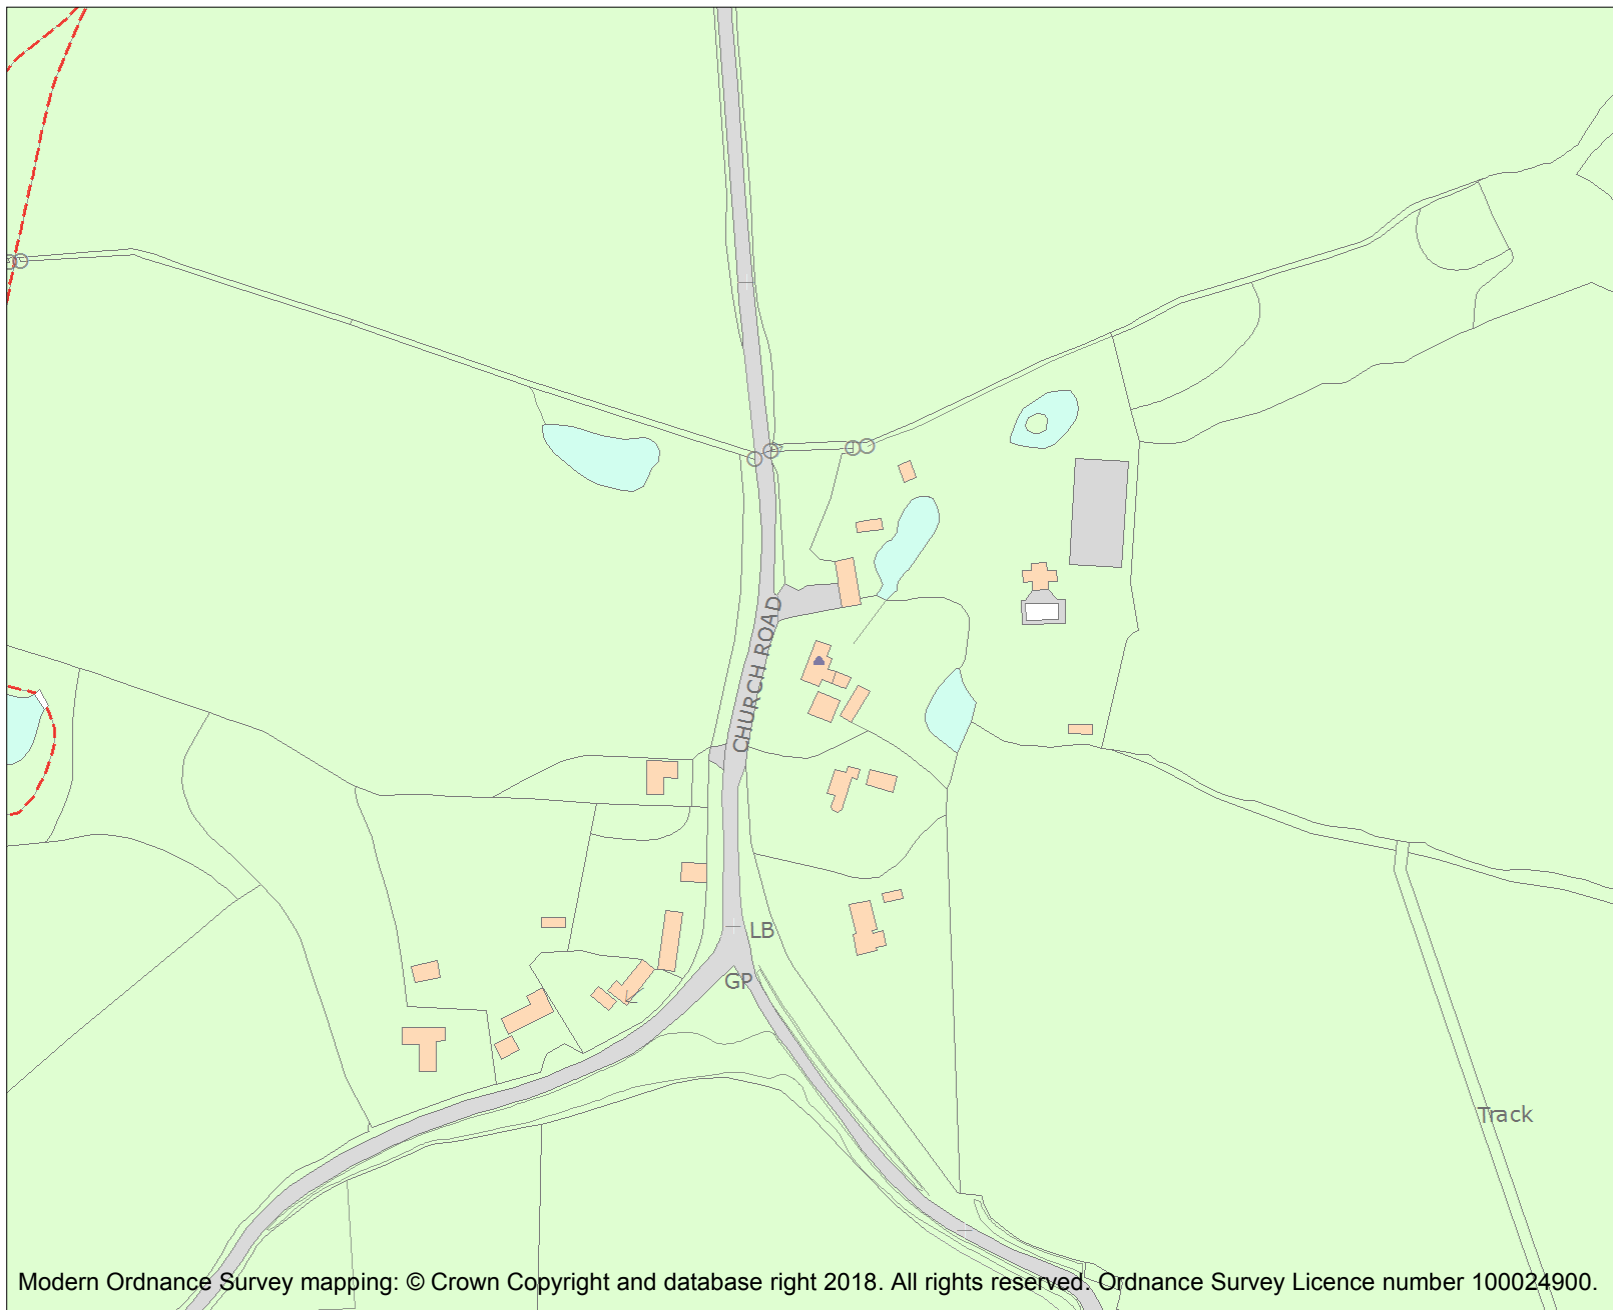 CHURCH ROAD
LB
GP
Track
Modern Ordnance Survey mapping: © Crown Copyright and database right 2018. All rights reserved. Ordnance Survey Licence number 100024900.